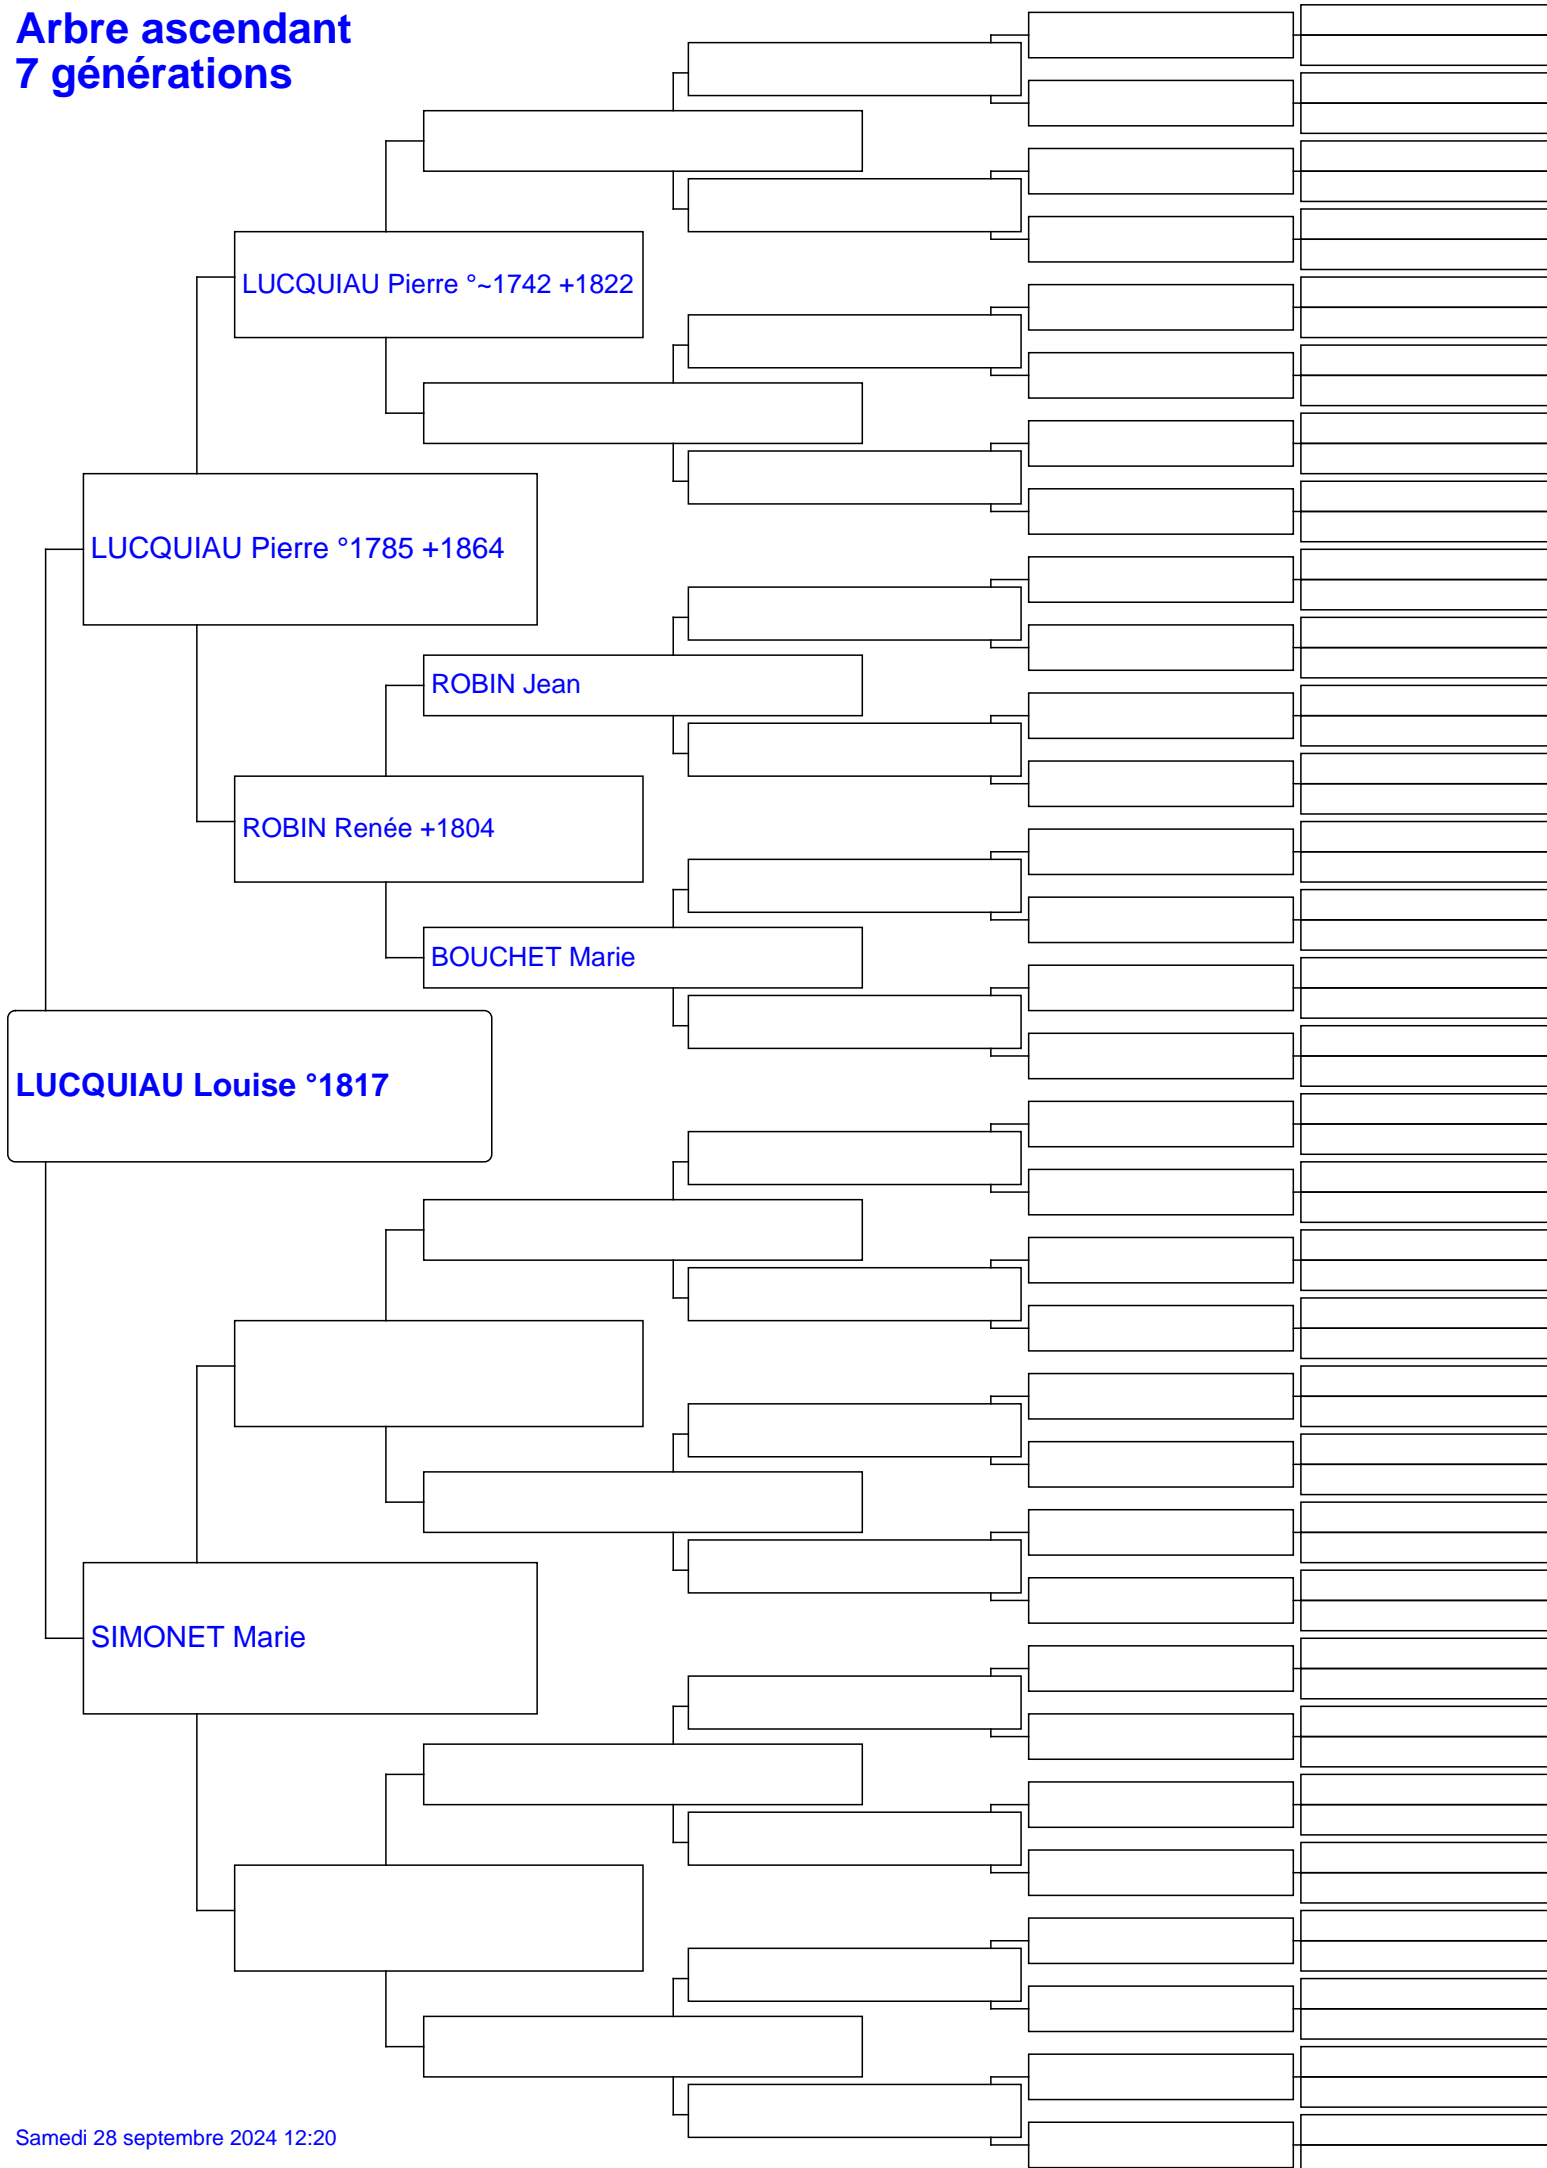 Arbre ascendant
7 générations
LUCQUIAU Pierre °~1742 +1822
LUCQUIAU Pierre °1785 +1864
ROBIN Jean
ROBIN Renée +1804
BOUCHET Marie
LUCQUIAU Louise °1817
SIMONET Marie
Samedi 28 septembre 2024 12:20